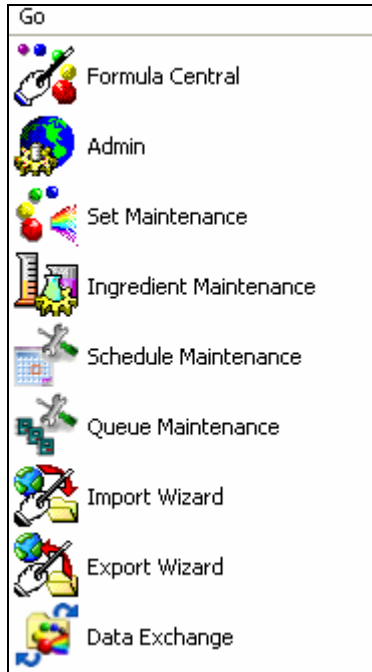 Go
Formula Central
Admin
Set Maintenance
Ingredient Maintenance
Schedule Maintenance
Queue Maintenance
Import Wizard
Export Wizard
Data Exchange